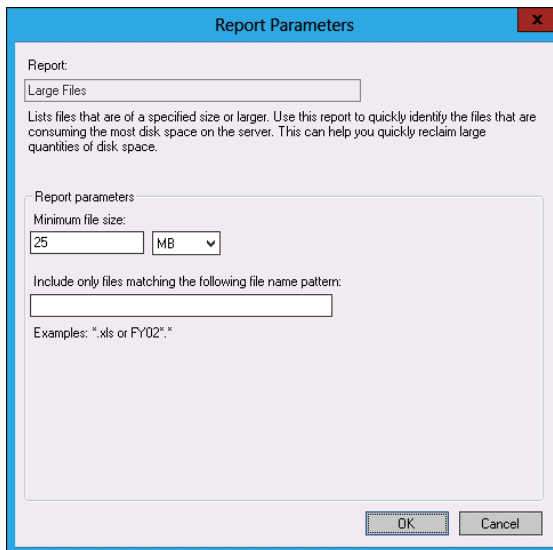 Report Parameters
x
Report:
Large Files
Lists files that are of a specified size or larger. Use this report to quickly identify the files that are
consuming the most disk space on the server. This can help you quickly reclaim large
quantities of disk space.
Report parameters
Minimum file size:
25 MB
Include only files matching the following file name pattern:
Examples: *.xls or FY02*.*
OK Cancel